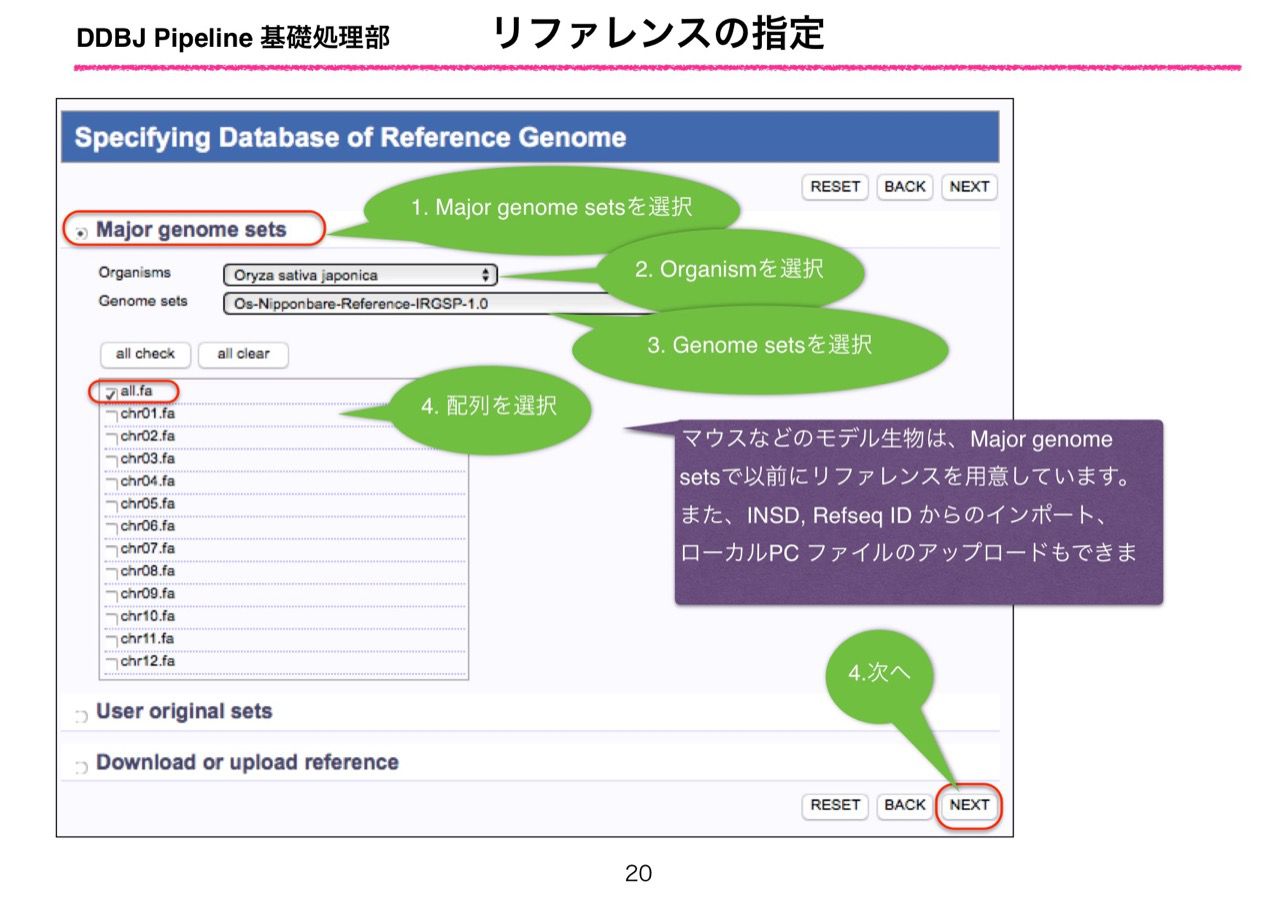 DDBJ Pipeline 基礎処理部
リファレンスの指定
Specifying Database of Reference Genome
RESET BACK NEXT
1. Major genome setsを選択
Major genome sets
2. Organismを選択
Organisms Oryza sativa japonica
Genome sets Os-Nipponbare-Reference-IRGSP-1.0
3. Genome setsを選択
all check all clear
all.fa
4. 配列を選択
chr01.fa
chr02.fa
chr03.fa
chr04.fa
chr05.fa
chr06.fa
chr07.fa
chr08.fa
chr09.fa
chr10.fa
chr11.fa
chr12.fa
マウスなどのモデル生物は、Major genome
setsで以前にリファレンスを用意しています。
また、INSD, Refseq ID からのインポート、
ローカルPC ファイルのアップロードもできま
4.次へ
User original sets
Download or upload reference
RESET BACK NEXT
20